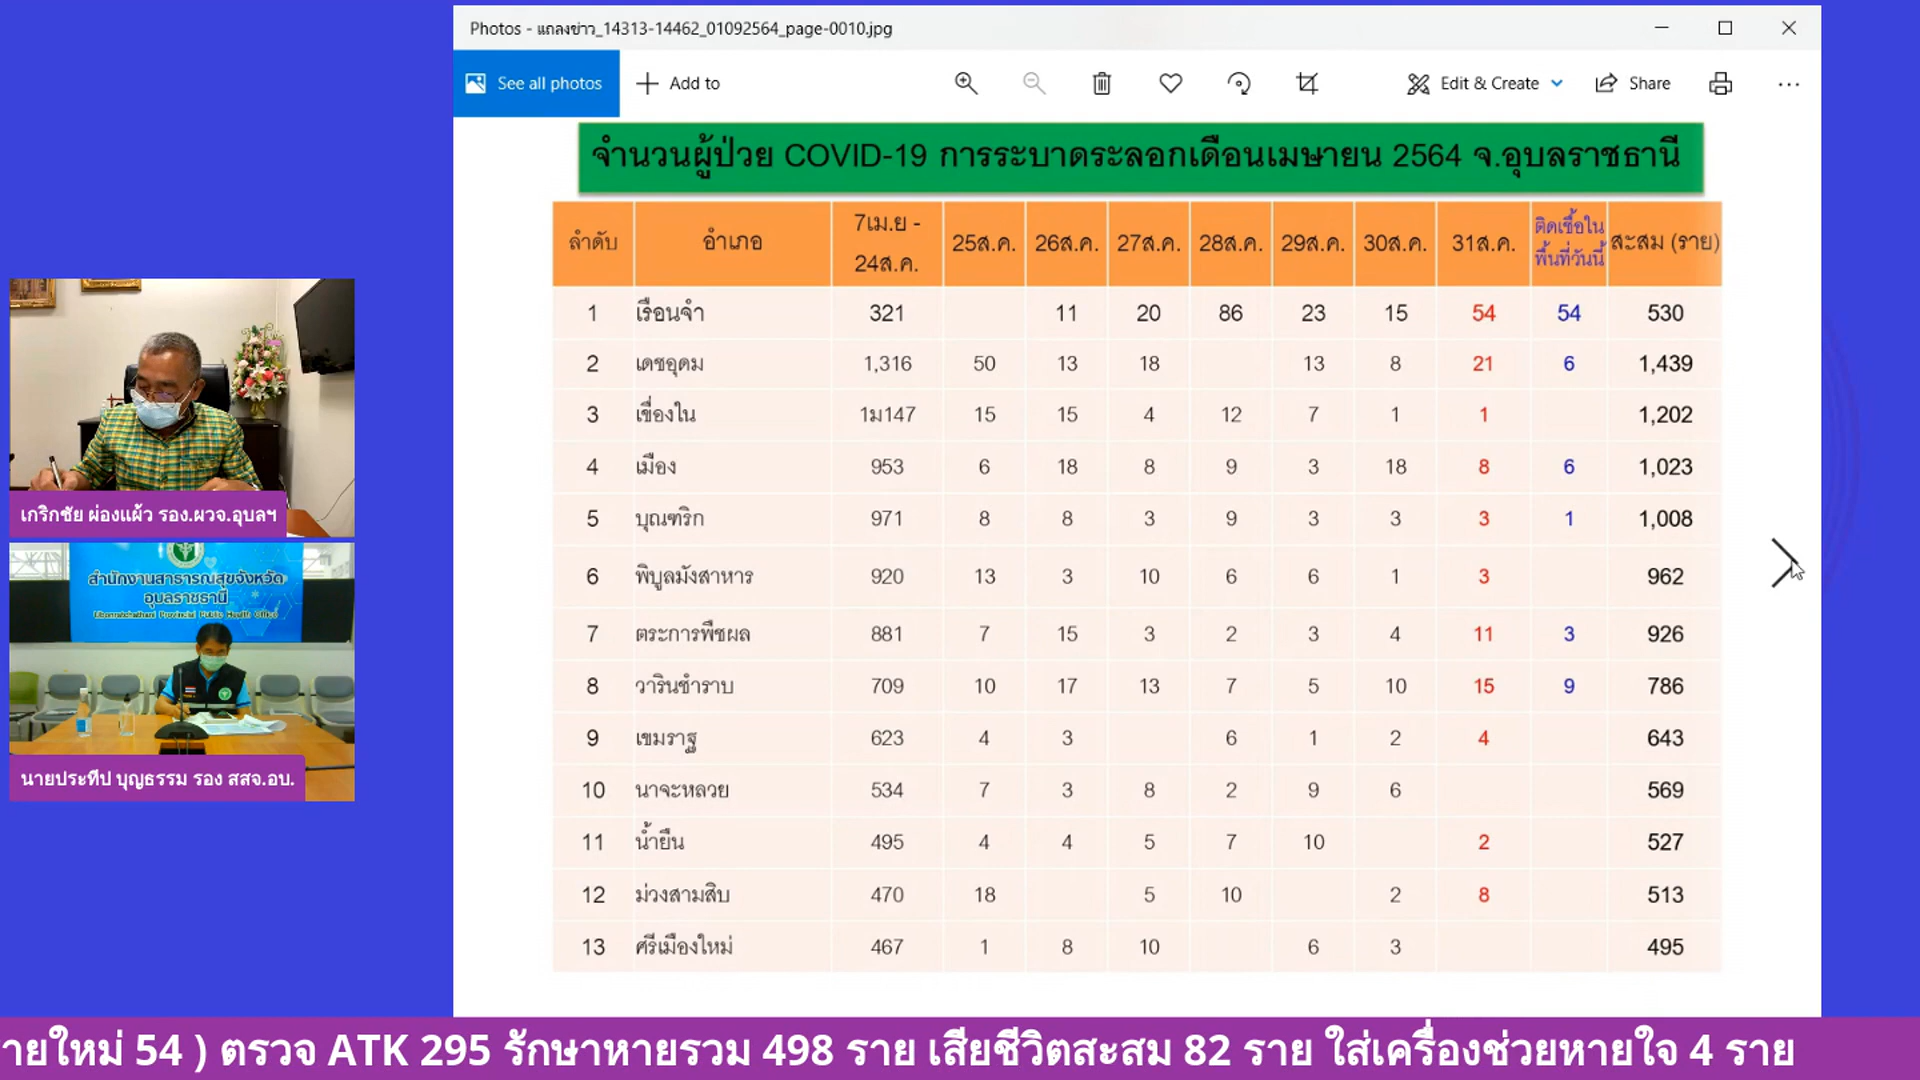 Photos - แถลงข่าว_14313-14462_01092564_page-0010.jpg
See all photos
Add to
Edit & Create
Share
จำนวนผู้ป่วย COVID-19 การระบาดระลอกเดือนเมษายน 2564 จ.อุบลราชธานี
ลำดับ อำเภอ 7เม.ย - 24ส.ค. 25ส.ค. 26ส.ค. 27ส.ค. 28ส.ค. 29ส.ค. 30ส.ค. 31ส.ค. ติดเชื้อในพื้นที่วันนี้ สะสม (ราย)
1 เรือนจำ 321 11 20 86 23 15 54 54 530
2 เดชอุดม 1,316 50 13 18 13 8 21 6 1,439
3 เขื่องใน 1ม147 15 15 4 12 7 1 1 1,202
4 เมือง 953 6 18 8 9 3 18 8 6 1,023
5 บุณฑริก 971 8 8 3 9 3 3 3 1 1,008
6 พิบูลมังสาหาร 920 13 3 10 6 6 1 3 962
7 ตระการพืชผล 881 7 15 3 2 3 4 11 3 926
8 วารินชำราบ 709 10 17 13 7 5 10 15 9 786
9 เขมราฐ 623 4 3 6 1 2 4 643
10 นาจะหลวย 534 7 3 8 2 9 6 569
11 น้ำยืน 495 4 4 5 7 10 2 527
12 ม่วงสามสิบ 470 18 5 10 2 8 513
13 ศรีเมืองใหม่ 467 1 8 10 6 3 495
เกริกชัย ผ่องแผ้ว รอง.ผวจ.อุบลฯ
สำนักงานสาธารณสุขจังหวัด
อุบลราชธานี
Ubonratchathani Provincial Public Health Office
นายประทีป บุญธรรม รอง สสจ.อบ.
ายใหม่ 54 ) ตรวจ ATK 295 รักษาหายรวม 498 ราย เสียชีวิตสะสม 82 ราย ใส่เครื่องช่วยหายใจ 4 ราย